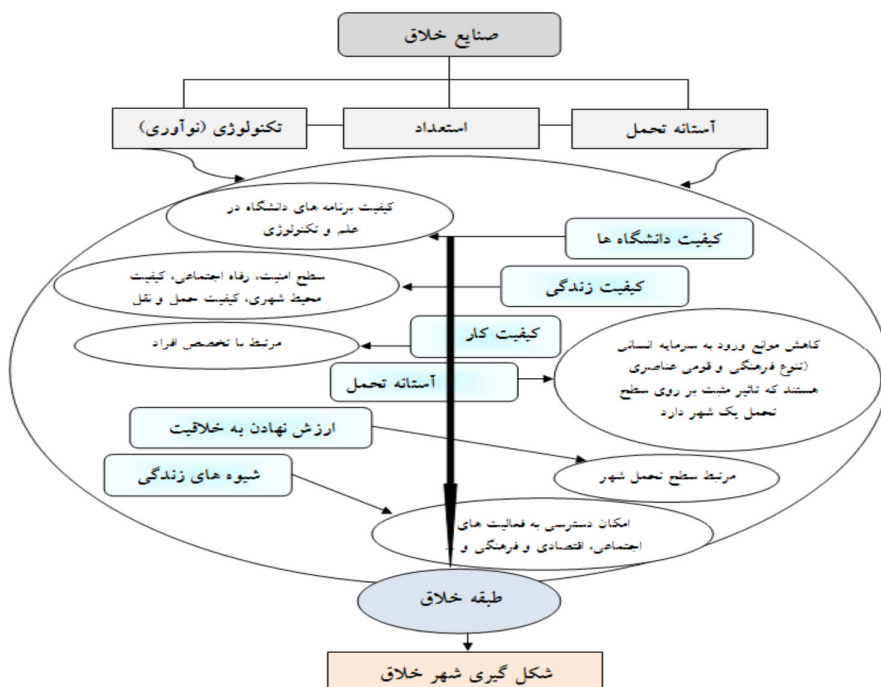 صنایع خلاق
آستانه تحمل
استعداد
تکنولوژی (نوآوری)
کیفیت برنامه های دانشگاه در
علم و تکنولوژی
کیفیت دانشگاه ها
سطح امنیت، رفاه اجتماعی، کیفیت
محیط شهری، کیفیت حمل و نقل
کیفیت زندگی
کیفیت کار
مرتبط با تخصص افراد
کاهش موانع ورود به سرمایه انسانی
(تنوع فرهنگی و قومی عناصری
هستند که تاثیر مثبت بر روی سطح
تحمل یک شهر دارد
آستانه تحمل
ارزش نهادن به خلاقیت
مرتبط سطح تحمل شهر
شیوه های زندگی
امکان دسترسی به فعالیت های
اجتماعی، اقتصادی و فرهنگی و ..
طبقه خلاق
شکل گیری شهر خلاق